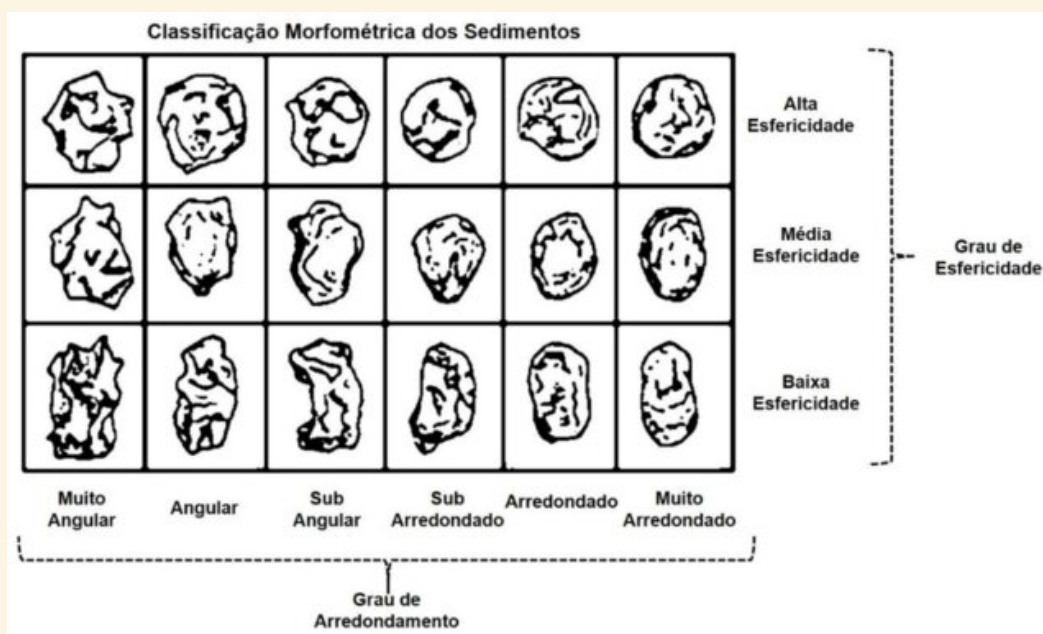 Classificação Morfométrica dos Sedimentos
Alta
Esfericidade
Média
Esfericidade
Grau de
Esfericidade
Baixa
Esfericidade
Muito
Angular
Angular
Sub
Angular
Sub
Arredondado
Arredondado
Muito
Arredondado
Grau de
Arredondamento